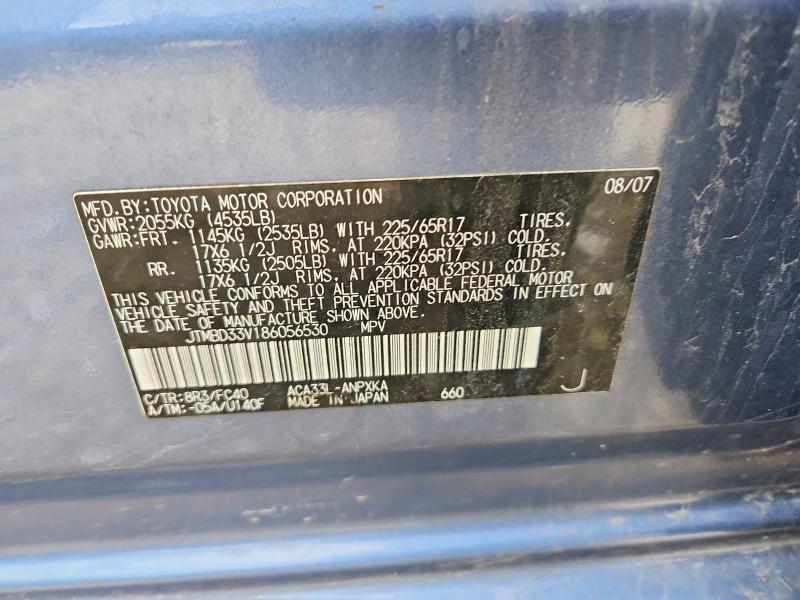 MFD.BY:TOYOTA MOTOR CORPORATION 08/07
GVWR:2055KG (4535LB)
GAWR:FRT. 1145KG (2535LB) WITH 225/65R17 TIRES.
17X6 1/2J RIMS. AT 220KPA (32PSI) COLD.
RR. 1135KG (2505LB) WITH 225/65R17 TIRES.
17X6 1/2J RIMS. AT 220KPA (32PSI) COLD.
THIS VEHICLE CONFORMS TO ALL APPLICABLE FEDERAL MOTOR
VEHICLE SAFETY AND THEFT PREVENTION STANDARDS IN EFFECT ON
THE DATE OF MANUFACTURE SHOWN ABOVE.
JTMBD33V186056530 MPV
C/TR:8R3/FC40 ACA33L-ANPXKA 660 J
A/TM:-05A/U140F MADE IN JAPAN